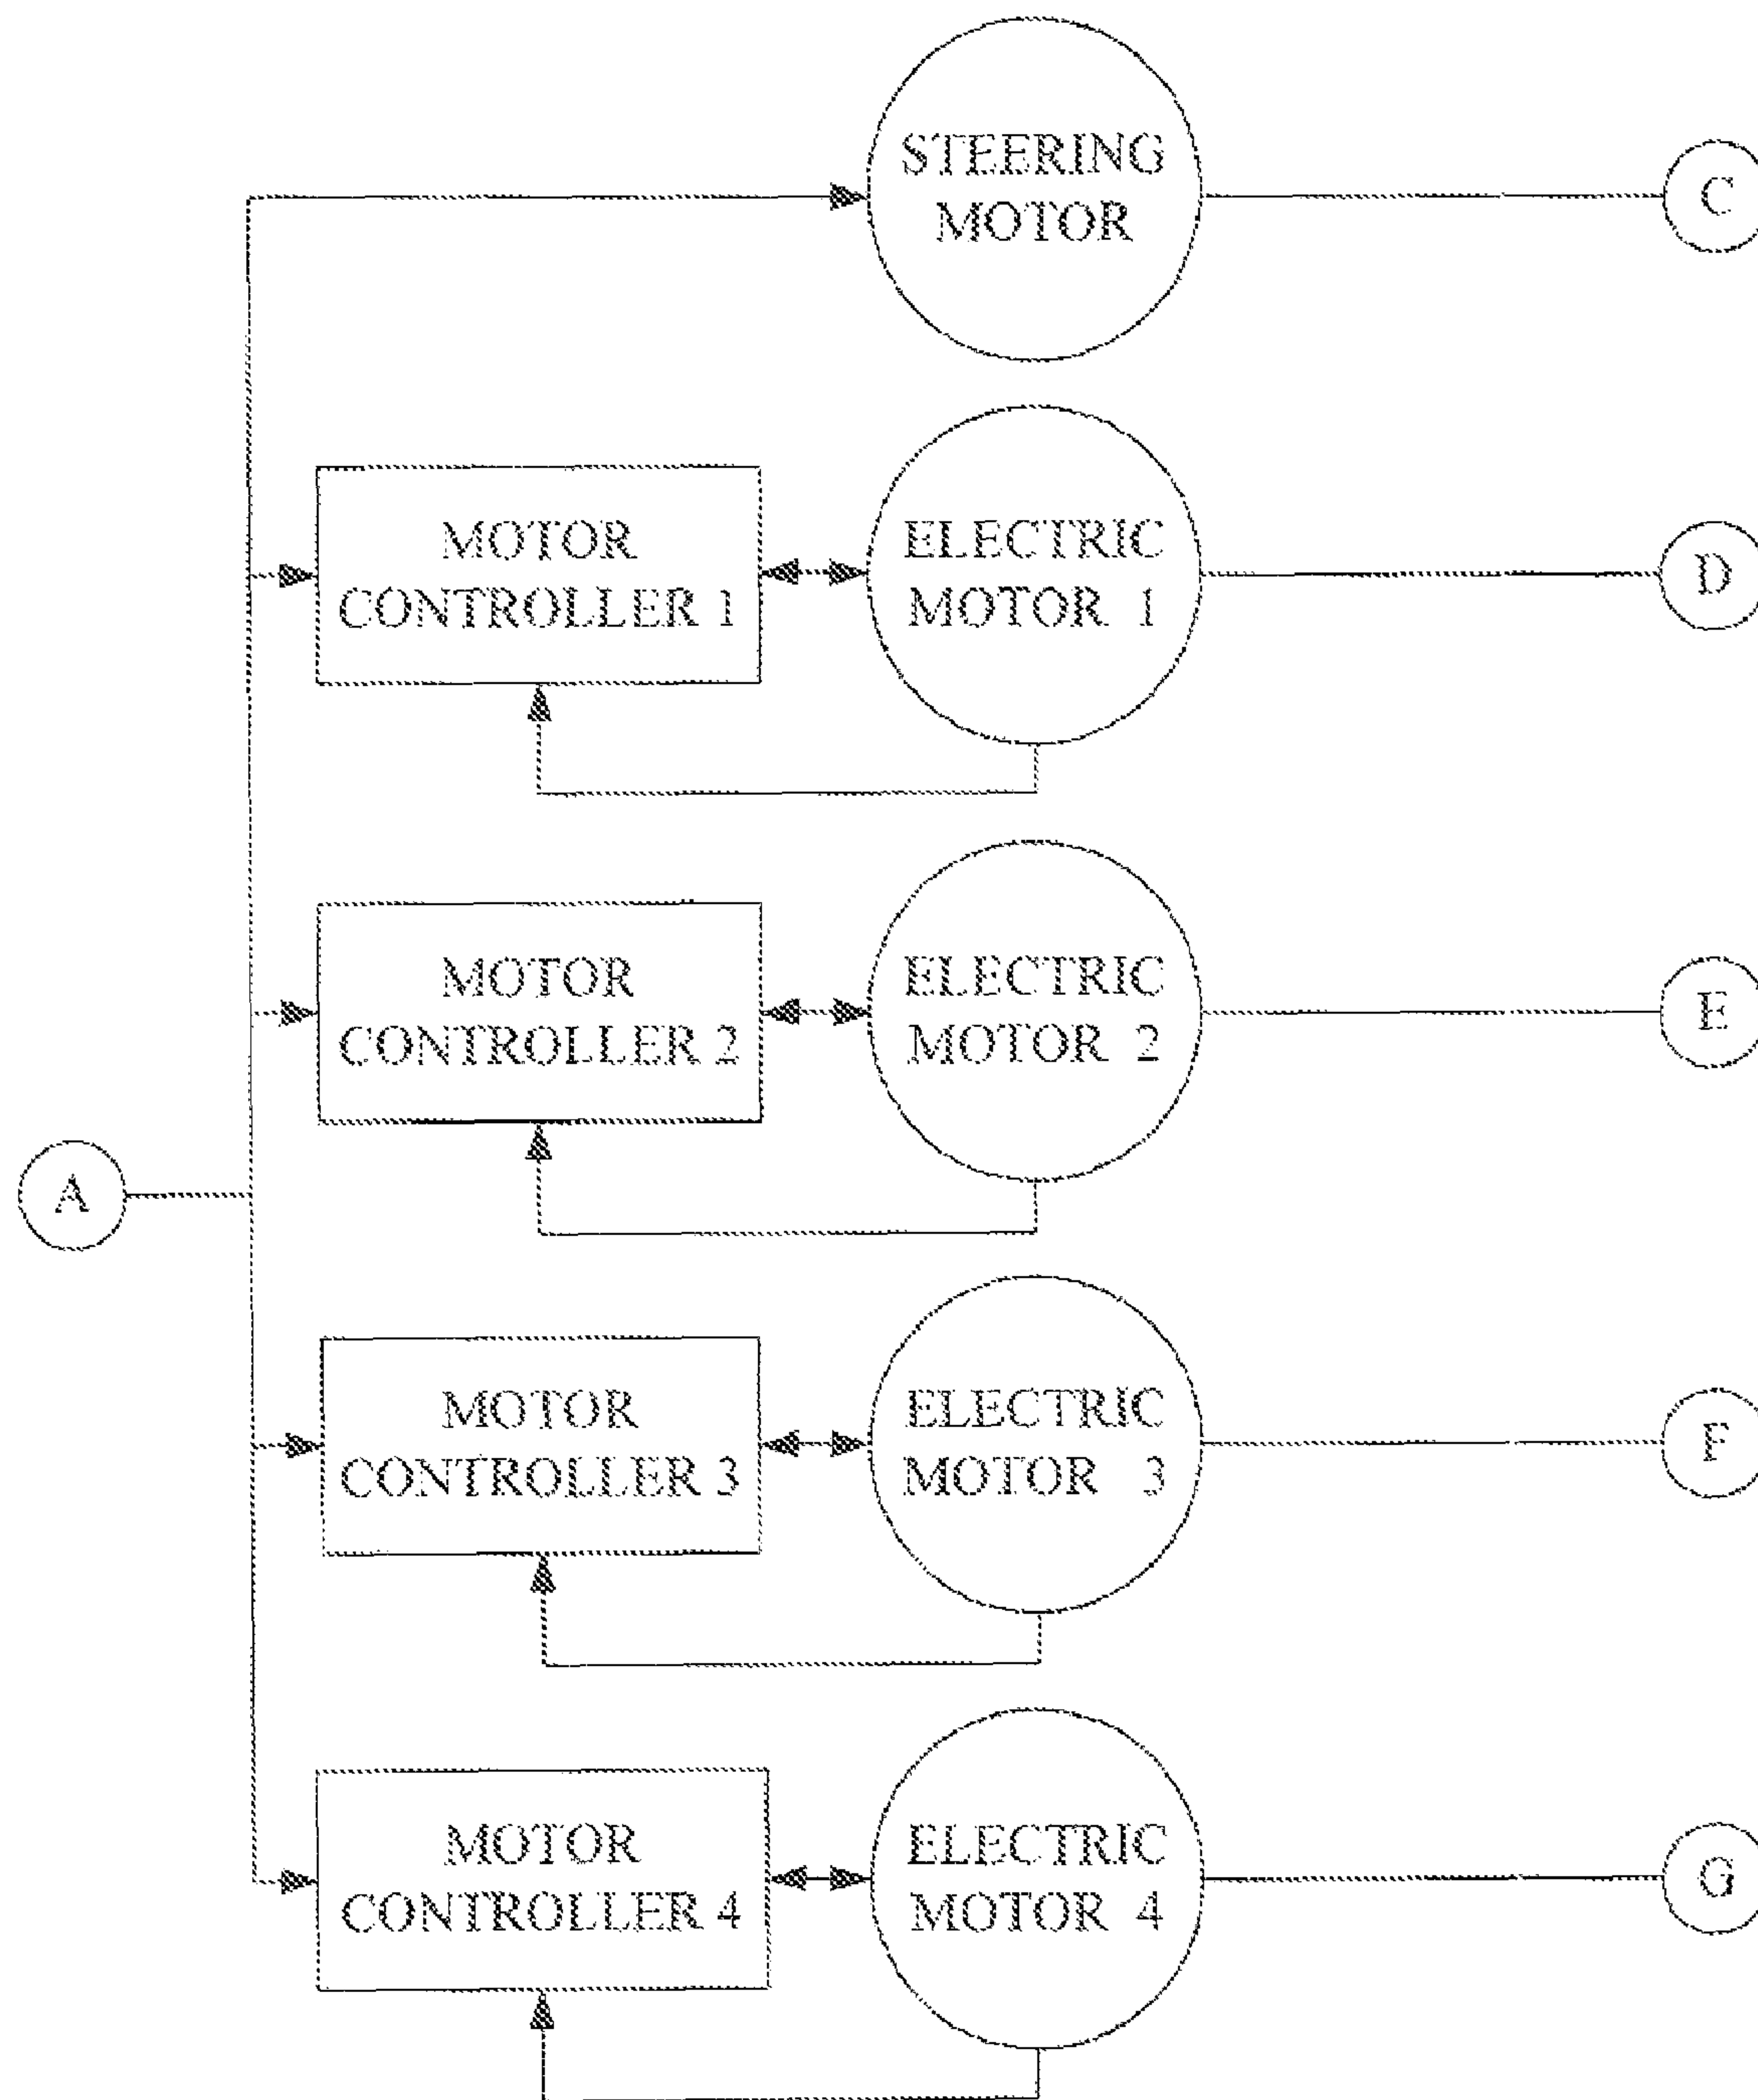 STEERING
MOTOR
C
MOTOR
CONTROLLER 1
ELECTRIC
MOTOR 1
D
MOTOR
CONTROLLER 2
ELECTRIC
MOTOR 2
E
A
MOTOR
CONTROLLER 3
ELECTRIC
MOTOR 3
F
MOTOR
CONTROLLER 4
ELECTRIC
MOTOR 4
G